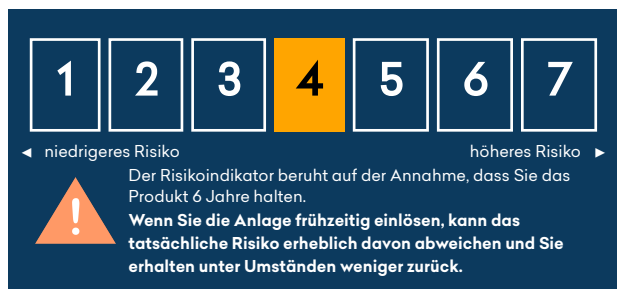 1 2 3 4 5 6 7
◄ niedrigeres Risiko höheres Risiko ►
Der Risikoindikator beruht auf der Annahme, dass Sie das
Produkt 6 Jahre halten.
Wenn Sie die Anlage frühzeitig einlösen, kann das
tatsächliche Risiko erheblich davon abweichen und Sie
erhalten unter Umständen weniger zurück.